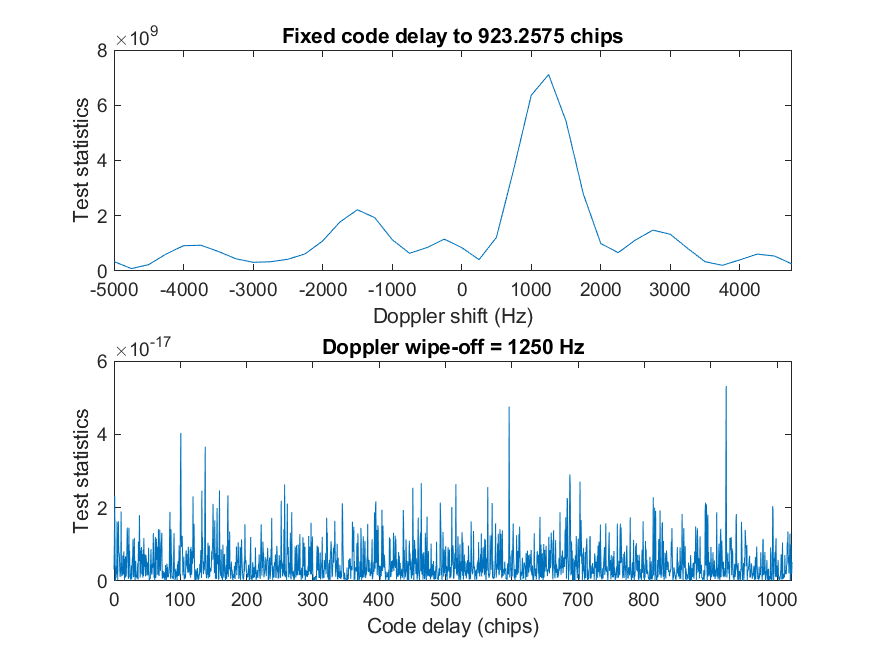 ×10^9
Fixed code delay to 923.2575 chips
8
6
4
2
0
Test statistics
-5000 -4000 -3000 -2000 -1000 0 1000 2000 3000 4000
Doppler shift (Hz)
×10^-17
Doppler wipe-off = 1250 Hz
6
4
2
0
Test statistics
0 100 200 300 400 500 600 700 800 900 1000
Code delay (chips)